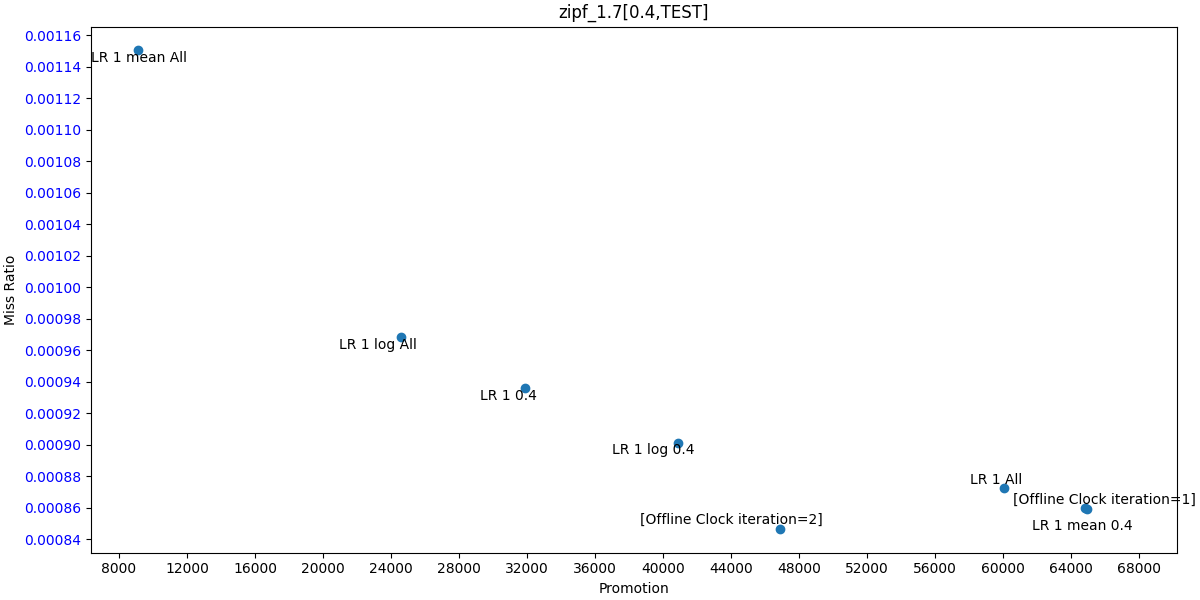 zipf_1.7[0.4,TEST]
0.00116
0.00114
0.00112
0.00110
0.00108
0.00106
0.00104
0.00102
0.00100
0.00098
0.00096
0.00094
0.00092
0.00090
0.00088
0.00086
0.00084
Miss Ratio
LR 1 mean All
LR 1 log All
LR 1 0.4
LR 1 log 0.4
LR 1 All
[Offline Clock iteration=1]
[Offline Clock iteration=2]
LR 1 mean 0.4
8000 12000 16000 20000 24000 28000 32000 36000 40000 44000 48000 52000 56000 60000 64000 68000
Promotion